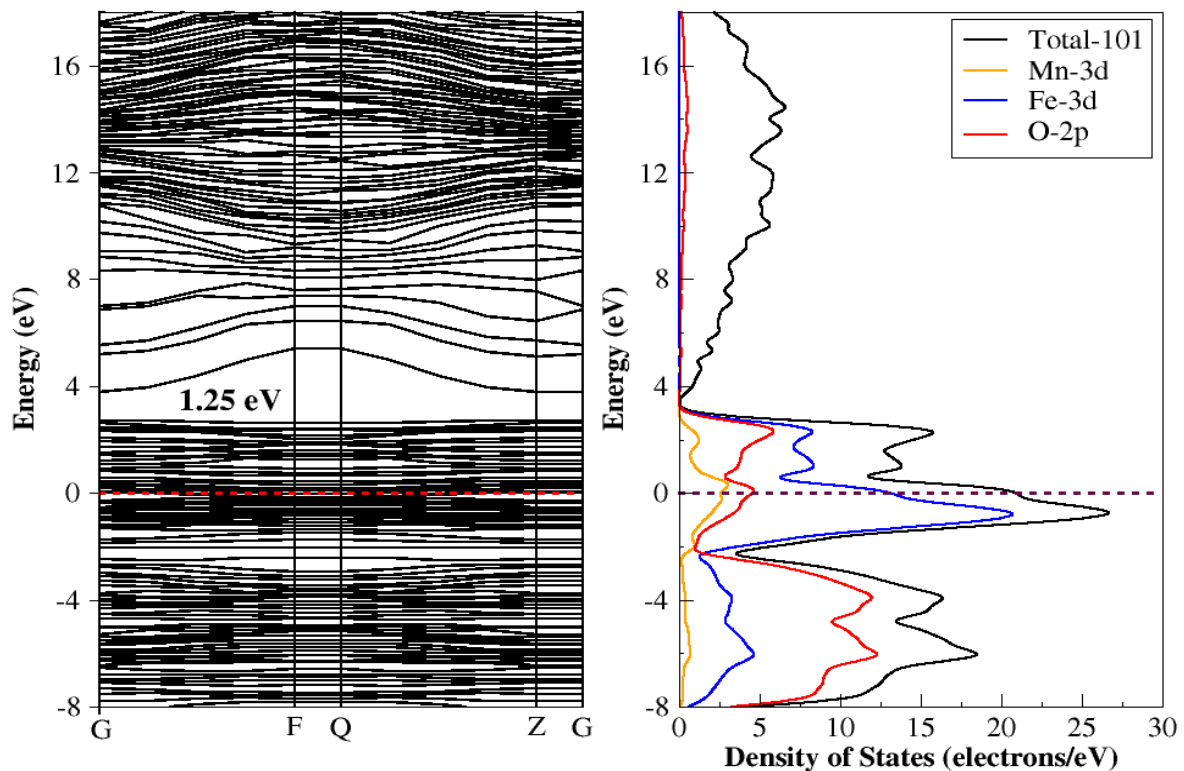 16
12
8
4
0
-4
-8
Energy (eV)
1.25 eV
G
F
Q
Z
G
16
12
8
4
0
-4
-8
Energy (eV)
Total-101
Mn-3d
Fe-3d
O-2p
0
5
10
15
20
25
30
Density of States (electrons/eV)